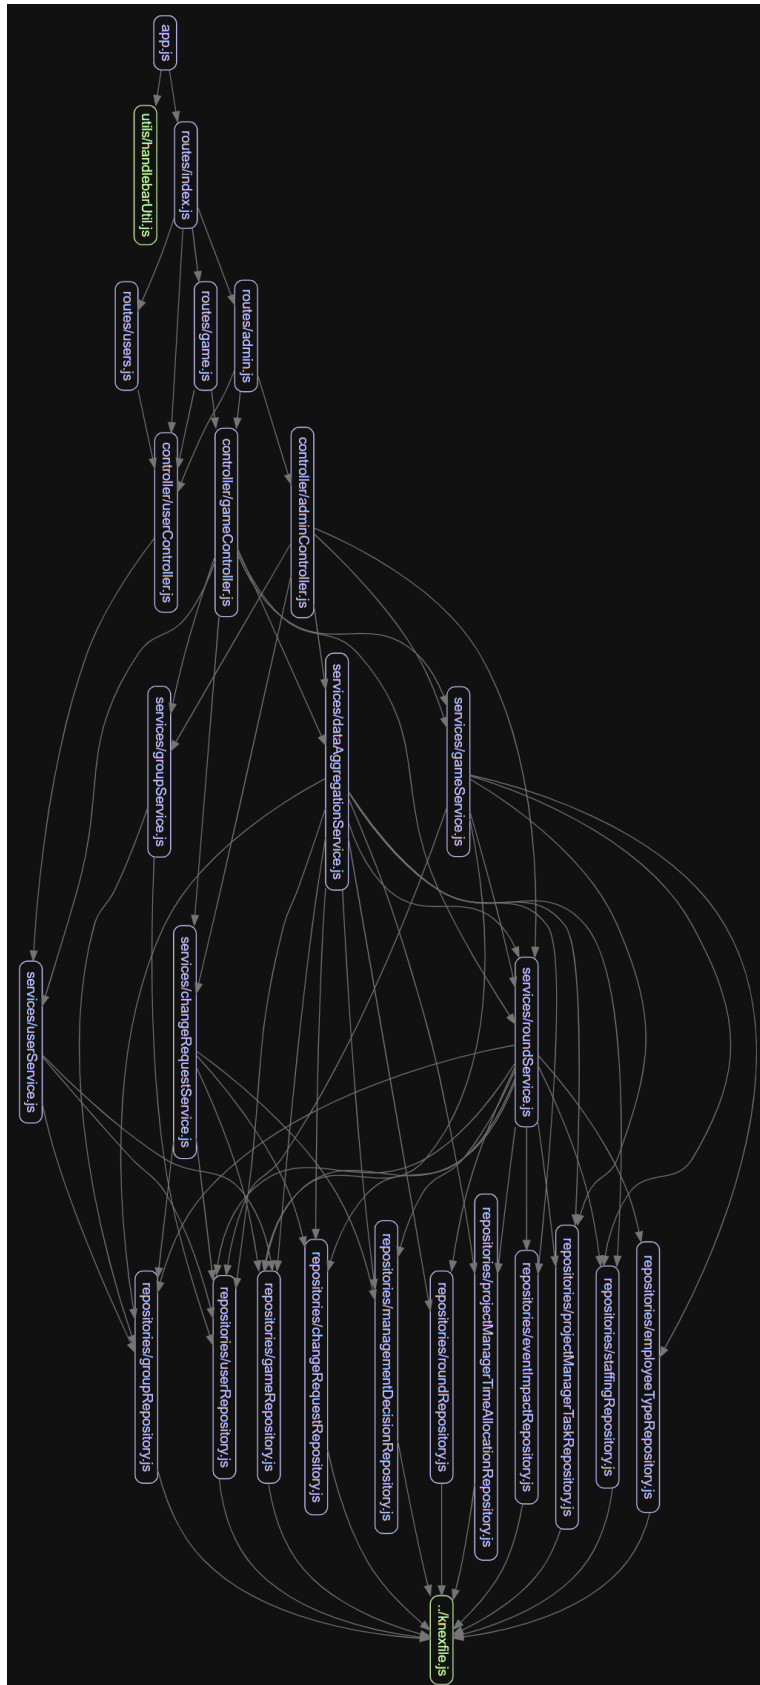 app.js
utils/handlebarUtil.js
routes/index.js
routes/users.js
routes/game.js
routes/admin.js
controller/userController.js
controller/gameController.js
controller/adminController.js
services/groupService.js
services/dataAggregationService.js
services/gameService.js
services/userService.js
services/changeRequestService.js
services/roundService.js
repositories/groupRepository.js
repositories/userRepository.js
repositories/gameRepository.js
repositories/changeRequestRepository.js
repositories/managementDecisionRepository.js
repositories/roundRepository.js
repositories/projectManagerTimeAllocationRepository.js
repositories/eventImpactRepository.js
repositories/projectManagerTaskRepository.js
repositories/staffingRepository.js
repositories/employeeTypeRepository.js
../knexfile.js